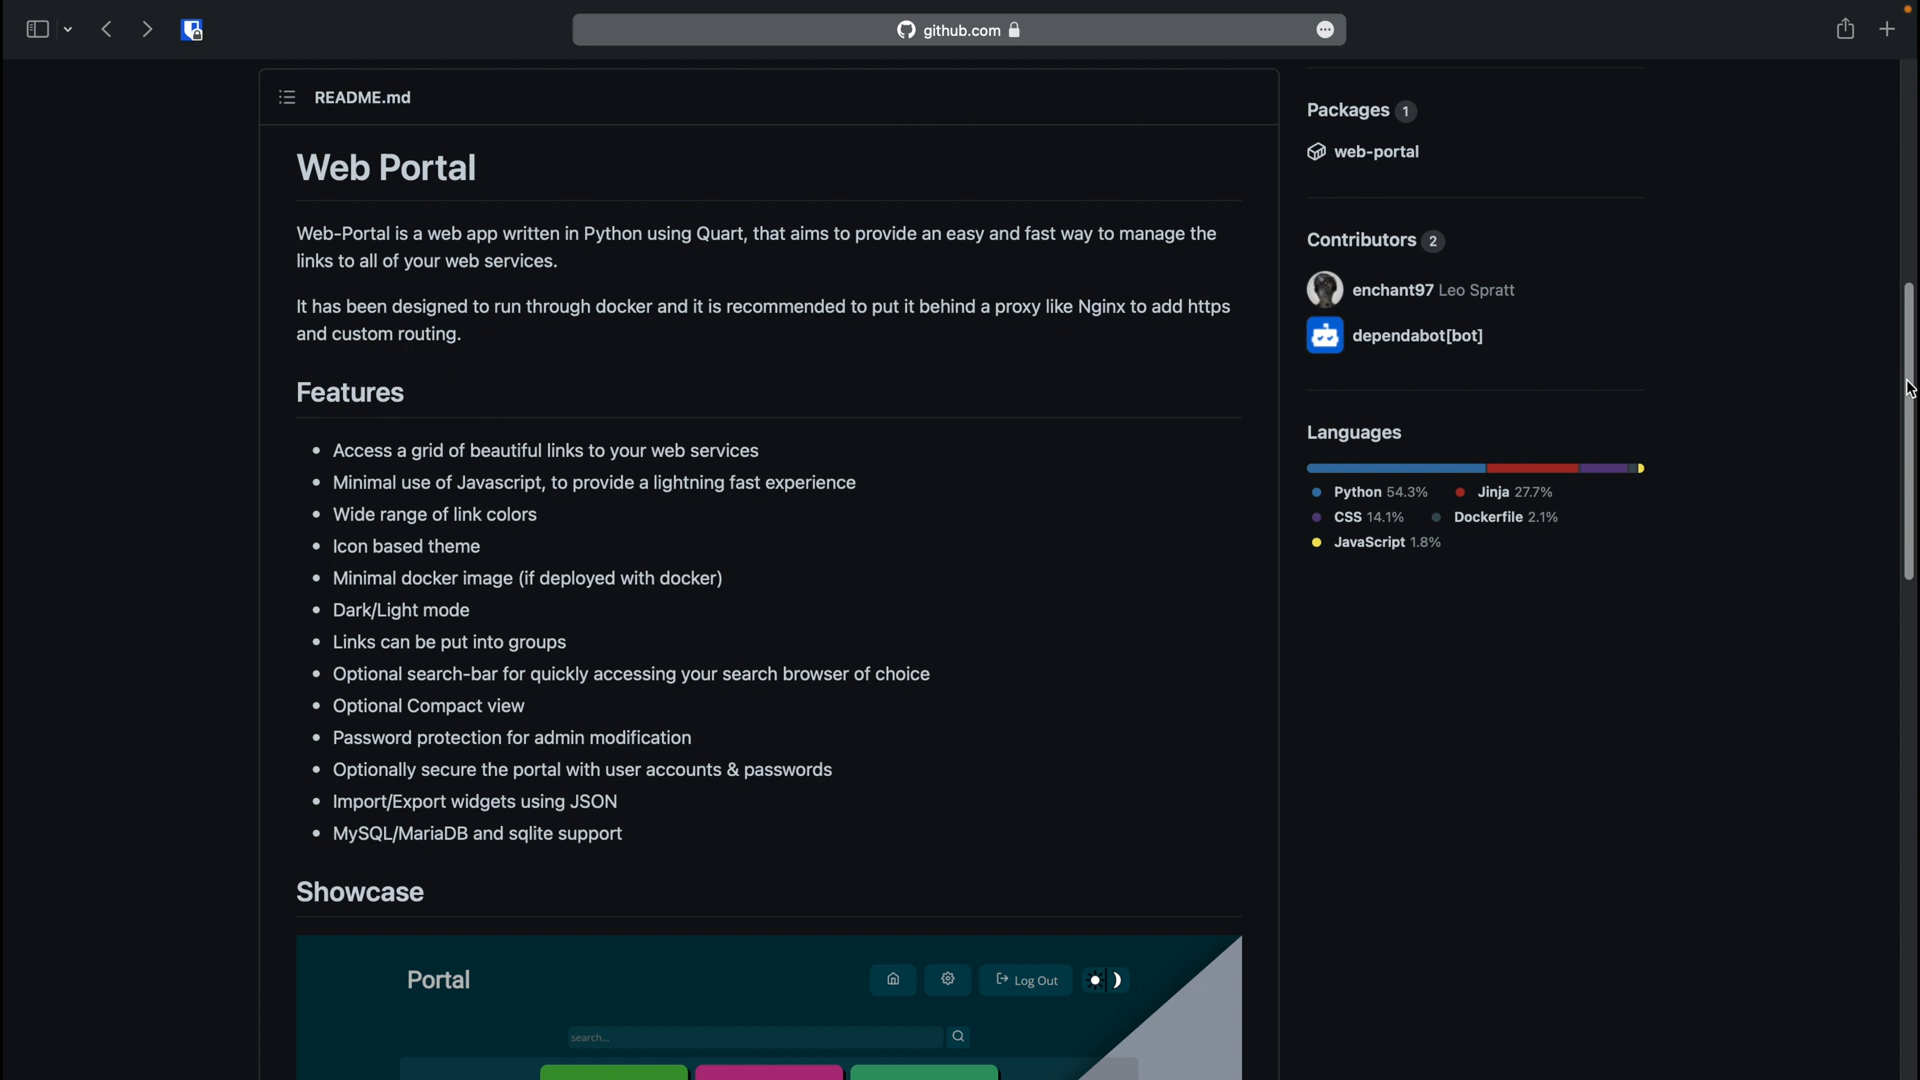 github.com
README.md
Web Portal
Web-Portal is a web app written in Python using Quart, that aims to provide an easy and fast way to manage the
links to all of your web services.
It has been designed to run through docker and it is recommended to put it behind a proxy like Nginx to add https
and custom routing.
Features
Access a grid of beautiful links to your web services
Minimal use of Javascript, to provide a lightning fast experience
Wide range of link colors
Icon based theme
Minimal docker image (if deployed with docker)
Dark/Light mode
Links can be put into groups
Optional search-bar for quickly accessing your search browser of choice
Optional Compact view
Password protection for admin modification
Optionally secure the portal with user accounts & passwords
Import/Export widgets using JSON
MySQL/MariaDB and sqlite support
Showcase
Portal
Log Out
search...
Packages 1
web-portal
Contributors 2
enchant97 Leo Spratt
dependabot[bot]
Languages
Python 54.3% Jinja 27.7%
CSS 14.1% Dockerfile 2.1%
JavaScript 1.8%